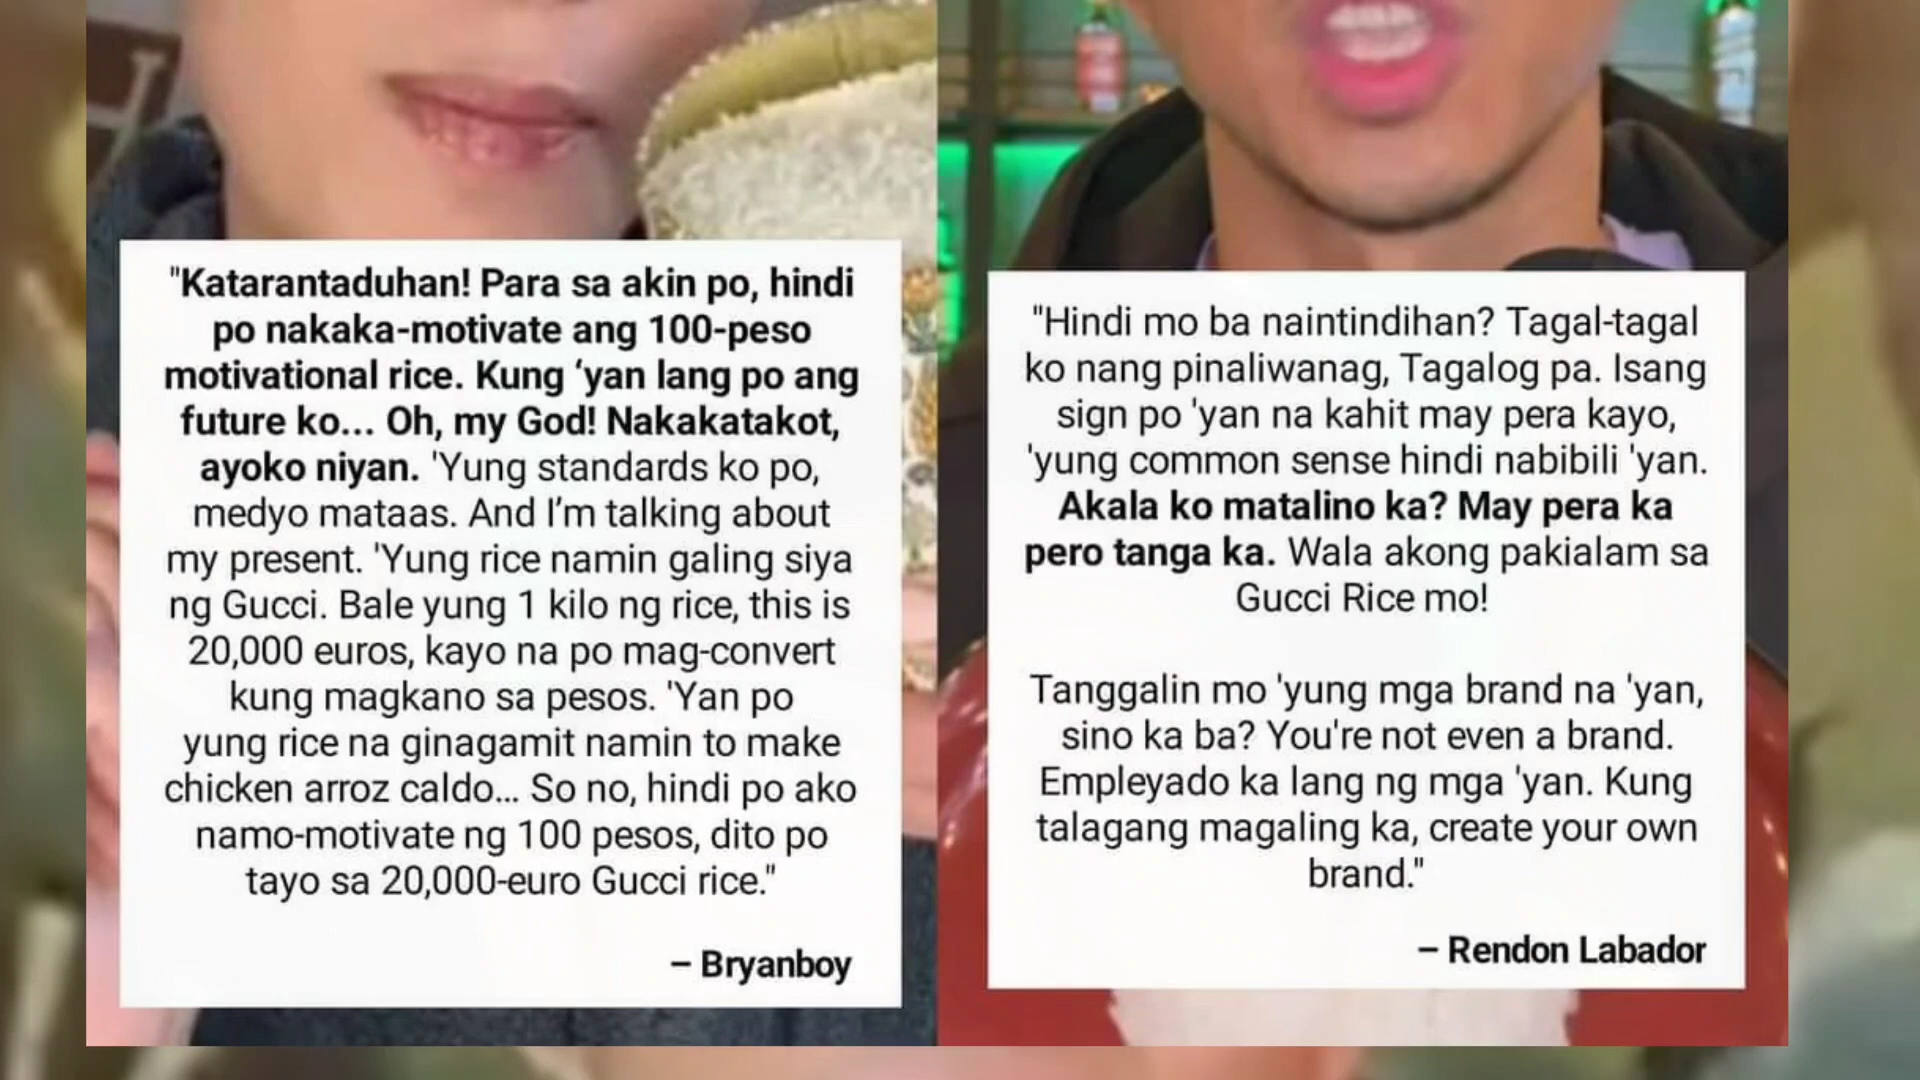 "Katarantaduhan! Para sa akin po, hindi
po nakaka-motivate ang 100-peso
motivational rice. Kung ‘yan lang po ang
future ko... Oh, my God! Nakakatakot,
ayoko niyan. 'Yung standards ko po,
medyo mataas. And I’m talking about
my present. 'Yung rice namin galing siya
ng Gucci. Bale yung 1 kilo ng rice, this is
20,000 euros, kayo na po mag-convert
kung magkano sa pesos. 'Yan po
yung rice na ginagamit namin to make
chicken arroz caldo... So no, hindi po ako
namo-motivate ng 100 pesos, dito po
tayo sa 20,000-euro Gucci rice."
– Bryanboy
"Hindi mo ba naintindihan? Tagal-tagal
ko nang pinaliwanag, Tagalog pa. Isang
sign po 'yan na kahit may pera kayo,
'yung common sense hindi nabibili 'yan.
Akala ko matalino ka? May pera ka
pero tanga ka. Wala akong pakialam sa
Gucci Rice mo!
Tanggalin mo 'yung mga brand na 'yan,
sino ka ba? You're not even a brand.
Empleyado ka lang ng mga 'yan. Kung
talagang magaling ka, create your own
brand."
– Rendon Labador